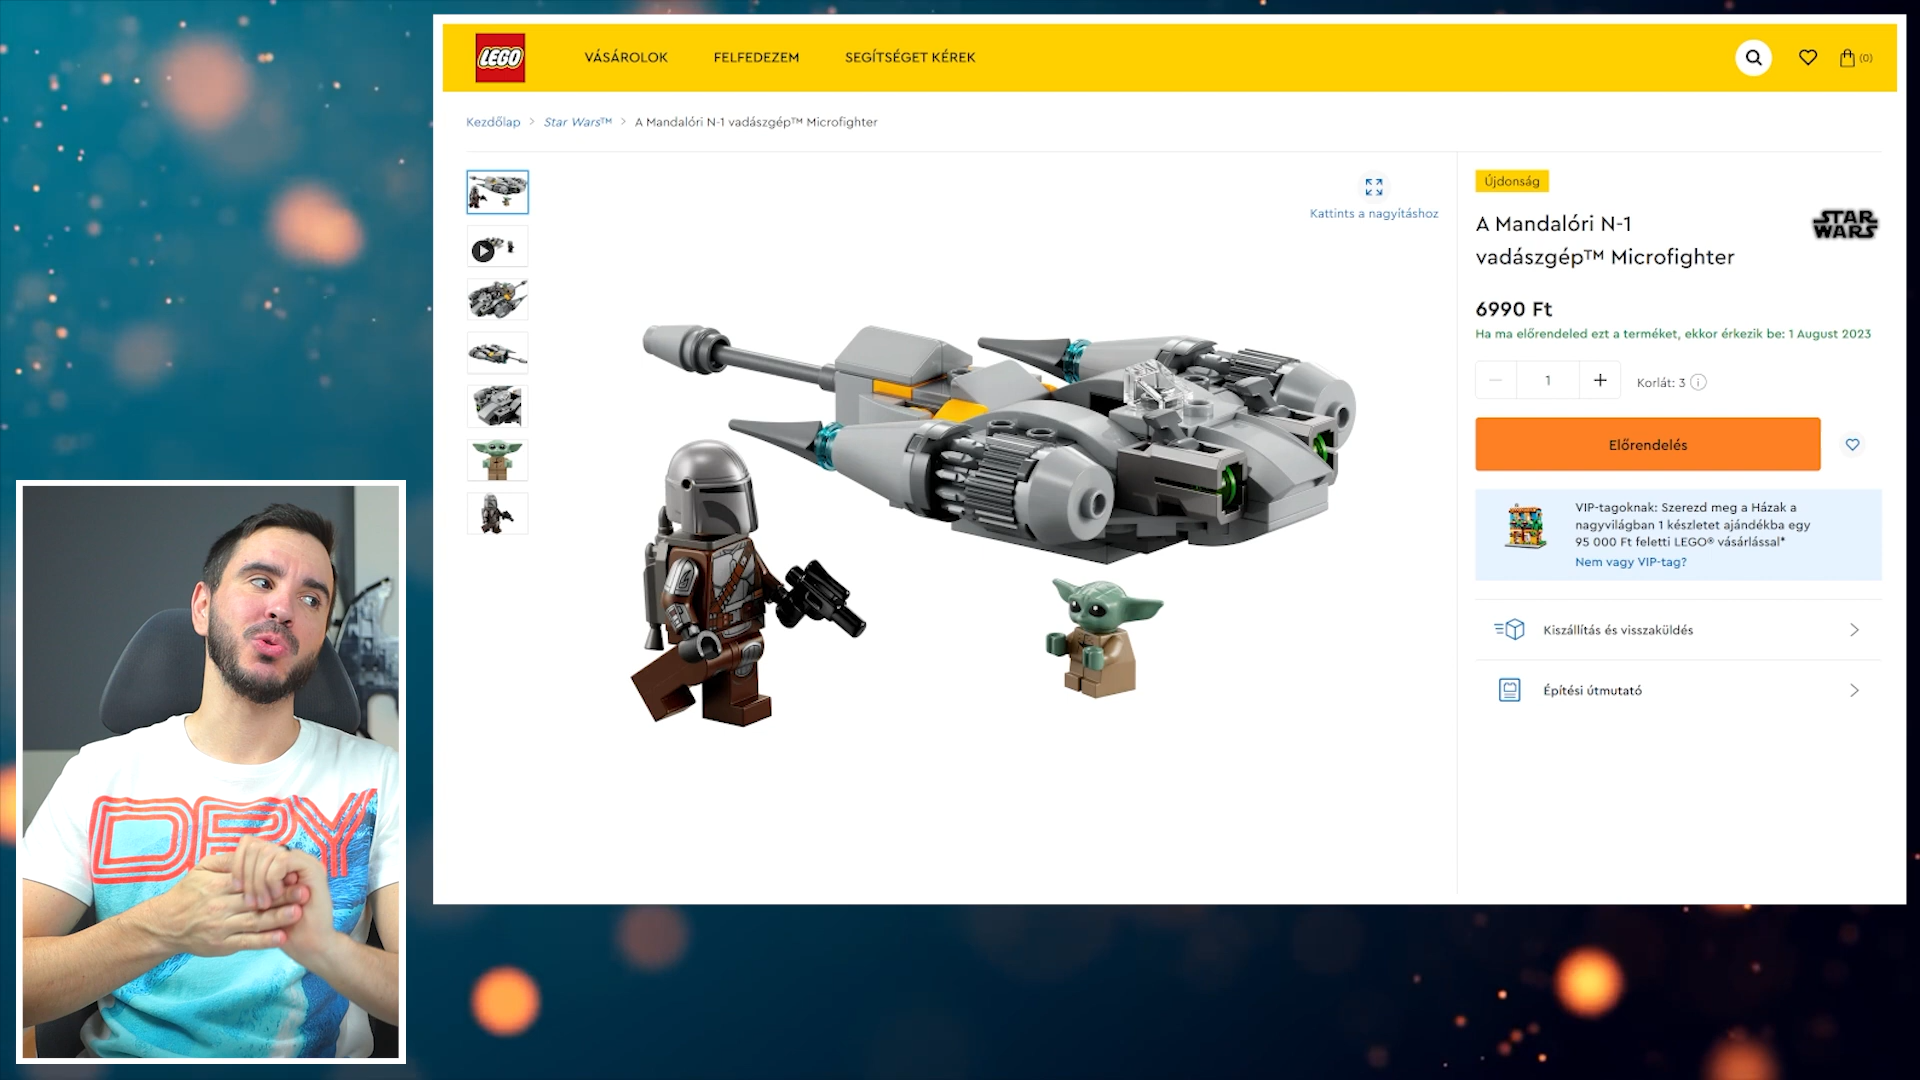 LEGO
VÁSÁROLOK
FELFEDEZEM
SEGÍTSÉGET KÉREK
(0)
Kezdőlap > Star Wars™ > A Mandalóri N-1 vadászgép™ Microfighter
Kattints a nagyításhoz
Újdonság
A Mandalóri N-1
vadászgép™ Microfighter
STAR
WARS
6990 Ft
Ha ma előrendeled ezt a terméket, ekkor érkezik be: 1 August 2023
1
Korlát: 3
Előrendelés
VIP-tagoknak: Szerezd meg a Házak a
nagyvilágban 1 készletet ajándékba egy
95 000 Ft feletti LEGO® vásárlással*
Nem vagy VIP-tag?
Kiszállítás és visszaküldés
Építési útmutató
DRY